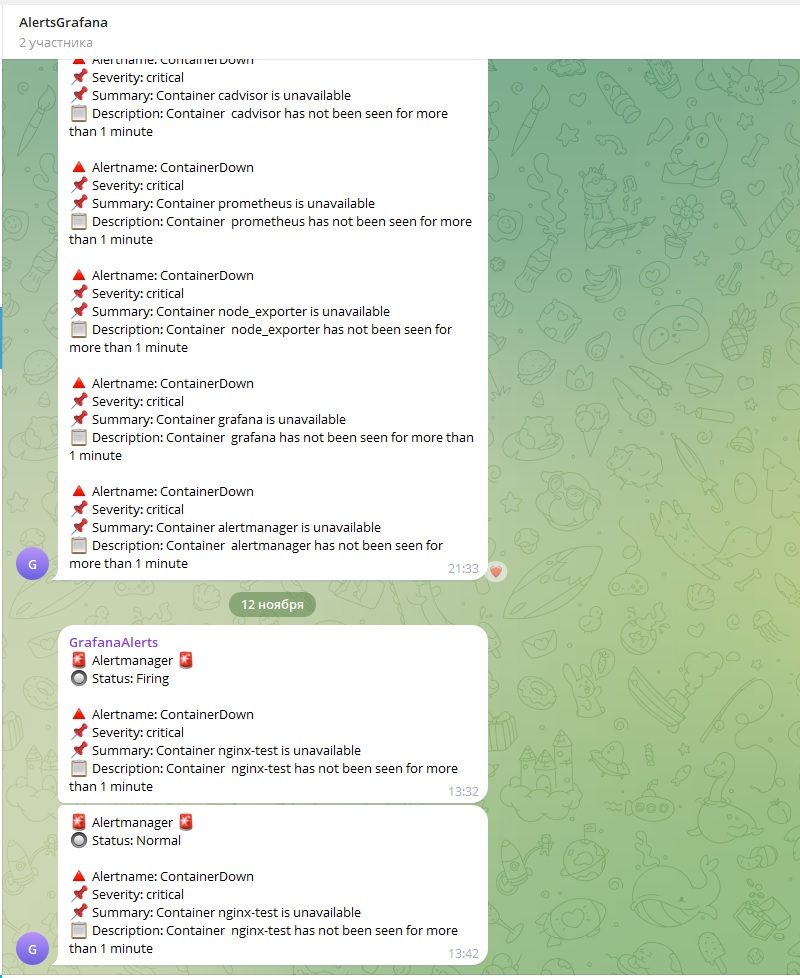 AlertsGrafana
2 участника
Alertname: ContainerDown
Severity: critical
Summary: Container cadvisor is unavailable
Description: Container  cadvisor has not been seen for more
than 1 minute
Alertname: ContainerDown
Severity: critical
Summary: Container prometheus is unavailable
Description: Container  prometheus has not been seen for more
than 1 minute
Alertname: ContainerDown
Severity: critical
Summary: Container node_exporter is unavailable
Description: Container  node_exporter has not been seen for
more than 1 minute
Alertname: ContainerDown
Severity: critical
Summary: Container grafana is unavailable
Description: Container  grafana has not been seen for more than
1 minute
Alertname: ContainerDown
Severity: critical
Summary: Container alertmanager is unavailable
Description: Container  alertmanager has not been seen for
more than 1 minute
21:33
G
12 ноября
GrafanaAlerts
Alertmanager
Status: Firing
Alertname: ContainerDown
Severity: critical
Summary: Container nginx-test is unavailable
Description: Container  nginx-test has not been seen for more
than 1 minute
13:32
Alertmanager
Status: Normal
Alertname: ContainerDown
Severity: critical
Summary: Container nginx-test is unavailable
Description: Container  nginx-test has not been seen for more
than 1 minute
13:42
G